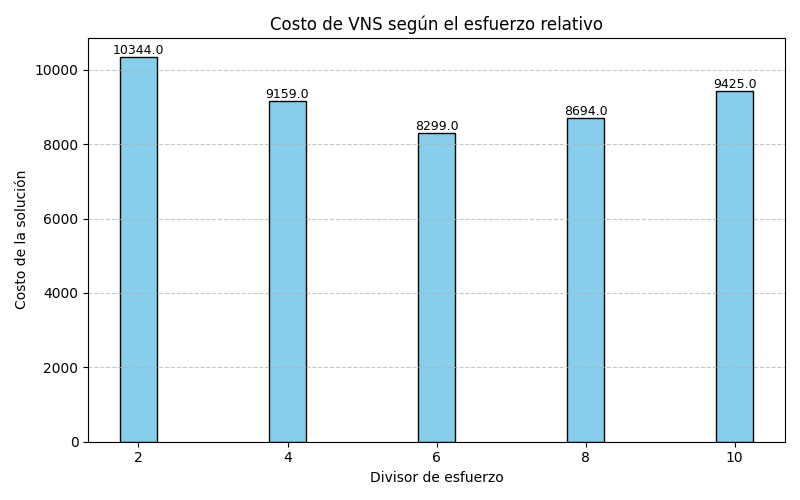 Costo de VNS según el esfuerzo relativo
10344.0
9159.0
8299.0
8694.0
9425.0
Costo de la solución
10000
8000
6000
4000
2000
0
2 4 6 8 10
Divisor de esfuerzo